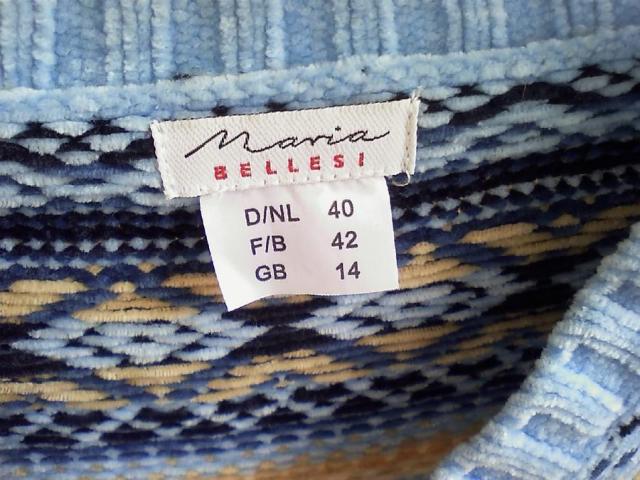 Maria
BELLESI
D/NL 40
F/B 42
GB 14